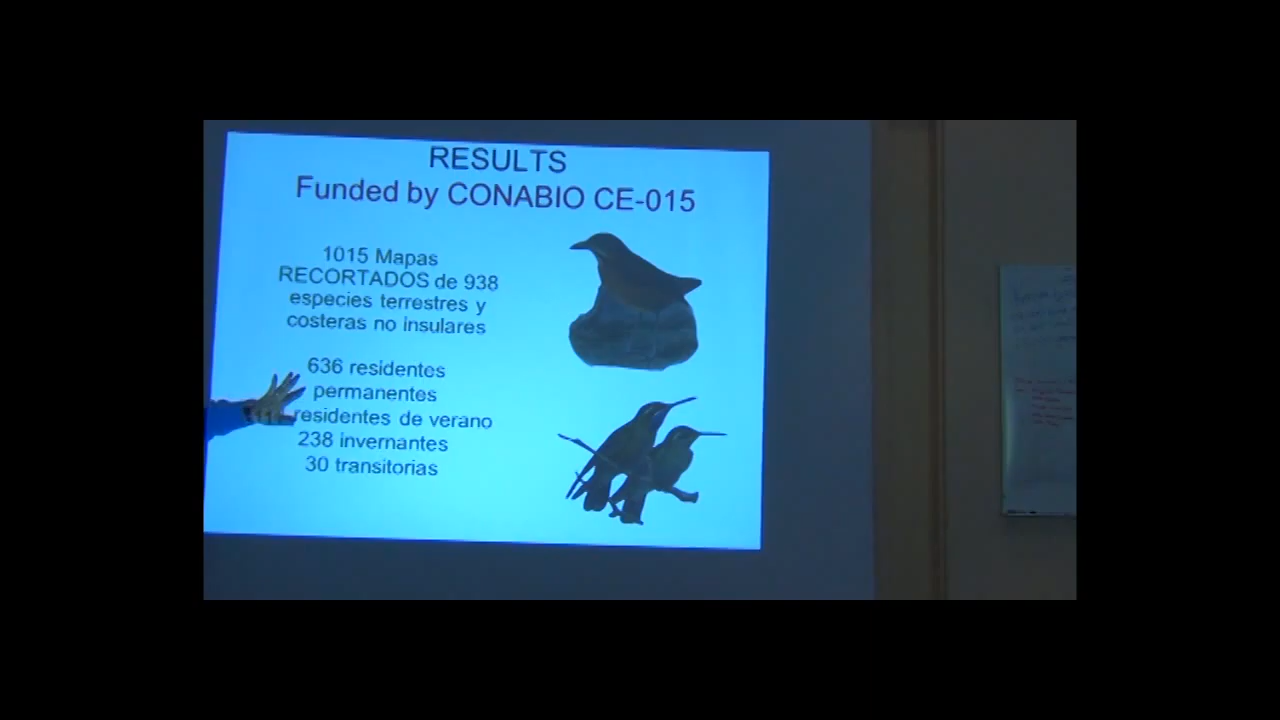 RESULTS
Funded by CONABIO CE-015
1015 Mapas
RECORTADOS de 938
especies terrestres y
costeras no insulares
636 residentes
permanentes
residentes de verano
238 invernantes
30 transitorias